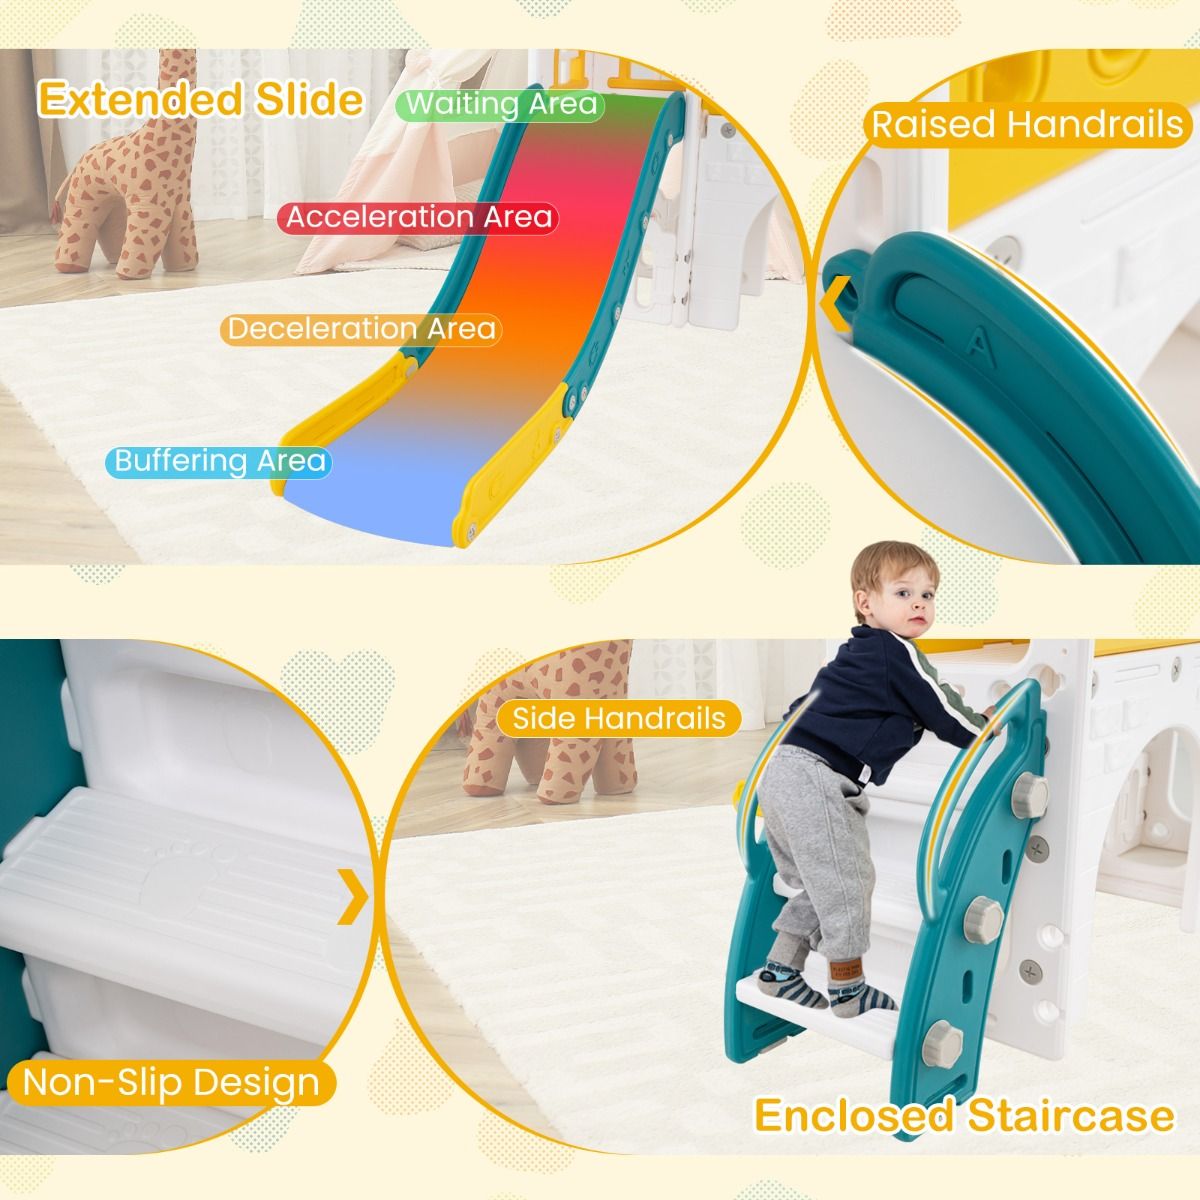 Extended Slide
Waiting Area
Raised Handrails
Acceleration Area
Deceleration Area
A
Buffering Area
Side Handrails
Non-Slip Design
Enclosed Staircase